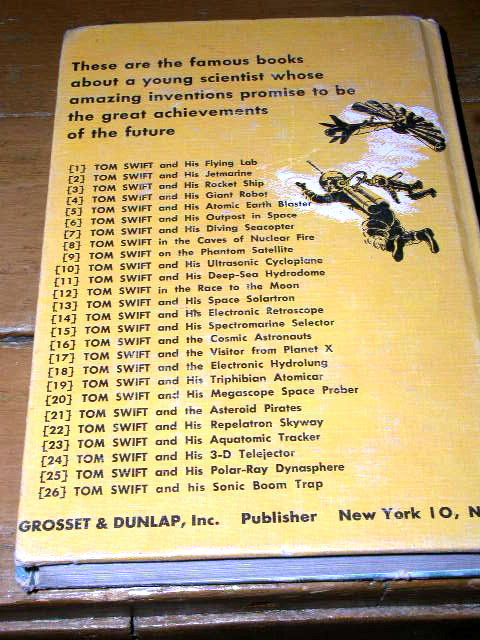 These are the famous books
about a young scientist whose
amazing inventions promise to be
the great achievements
of the future
[1] TOM SWIFT and His Flying Lab
[2] TOM SWIFT and His Jetmarine
[3] TOM SWIFT and His Rocket Ship
[4] TOM SWIFT and His Giant Robot
[5] TOM SWIFT and His Atomic Earth Blaster
[6] TOM SWIFT and His Outpost in Space
[7] TOM SWIFT and His Diving Seacopter
[8] TOM SWIFT in the Caves of Nuclear Fire
[9] TOM SWIFT on the Phantom Satellite
[10] TOM SWIFT and His Ultrasonic Cycloplane
[11] TOM SWIFT and His Deep-Sea Hydrodome
[12] TOM SWIFT in the Race to the Moon
[13] TOM SWIFT and His Space Solartron
[14] TOM SWIFT and His Electronic Retroscope
[15] TOM SWIFT and His Spectromarine Selector
[16] TOM SWIFT and the Cosmic Astronauts
[17] TOM SWIFT and the Visitor from Planet X
[18] TOM SWIFT and the Electronic Hydrolung
[19] TOM SWIFT and His Triphibian Atomicar
[20] TOM SWIFT and His Megascope Space Prober
[21] TOM SWIFT and the Asteroid Pirates
[22] TOM SWIFT and His Repelatron Skyway
[23] TOM SWIFT and His Aquatomic Tracker
[24] TOM SWIFT and His 3-D Telejector
[25] TOM SWIFT and His Polar-Ray Dynasphere
[26] TOM SWIFT and his Sonic Boom Trap
GROSSET & DUNLAP, Inc. Publisher New York 10, N